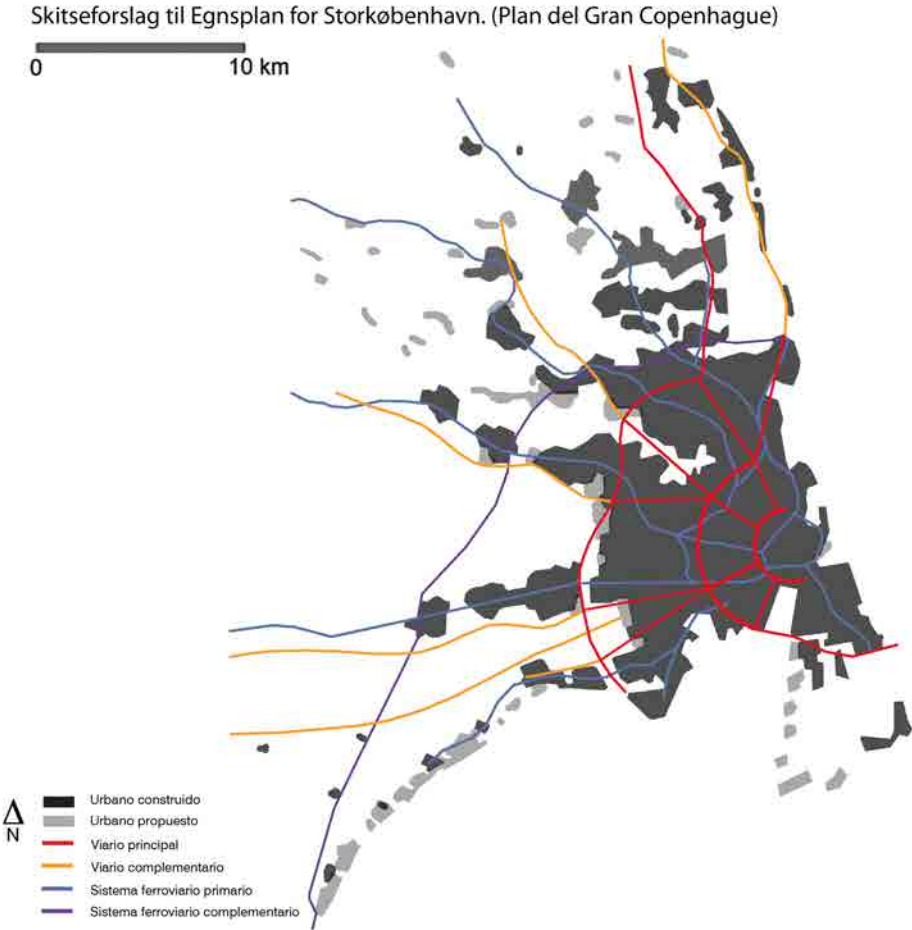 Skitseforslag til Egnsplan for Storkøbenhavn. (Plan del Gran Copenhague)
0 10 km
Δ
N
Urbano construido
Urbano propuesto
Viario principal
Viario complementario
Sistema ferroviario primario
Sistema ferroviario complementario